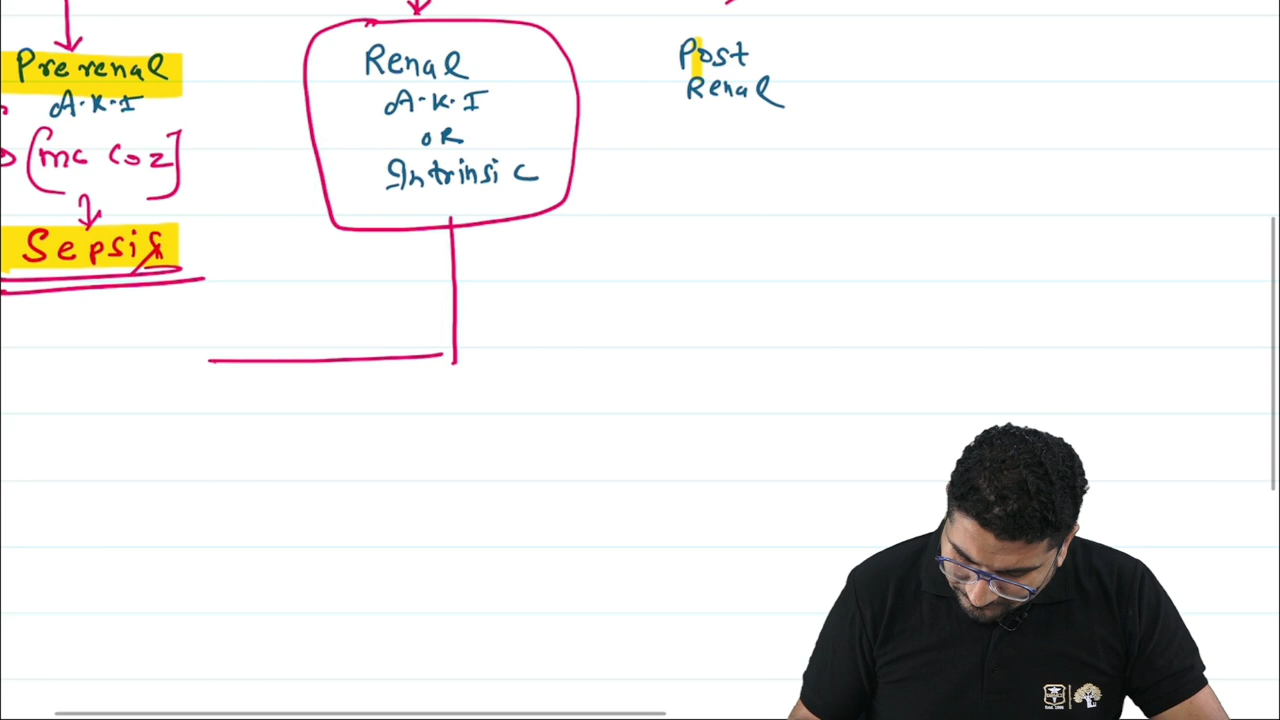 Prerenal
A.K.I
(mc Coz]
Sepsis
Renal
A.K.I
OR
Intrinsic
Post
Renal